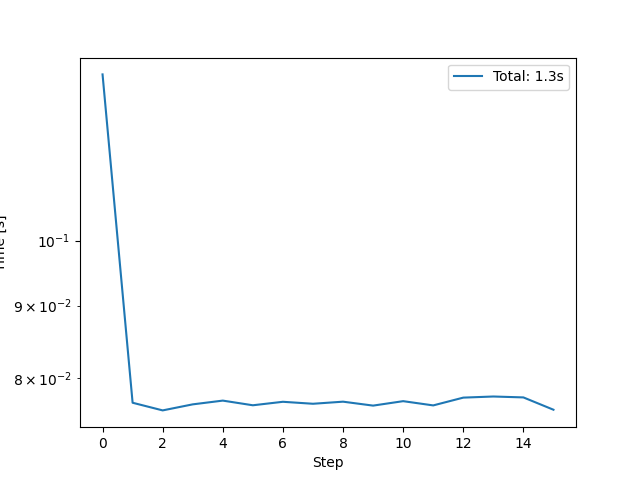 Total: 1.3s
Time [s]
10⁻¹
9 × 10⁻²
8 × 10⁻²
0 2 4 6 8 10 12 14
Step